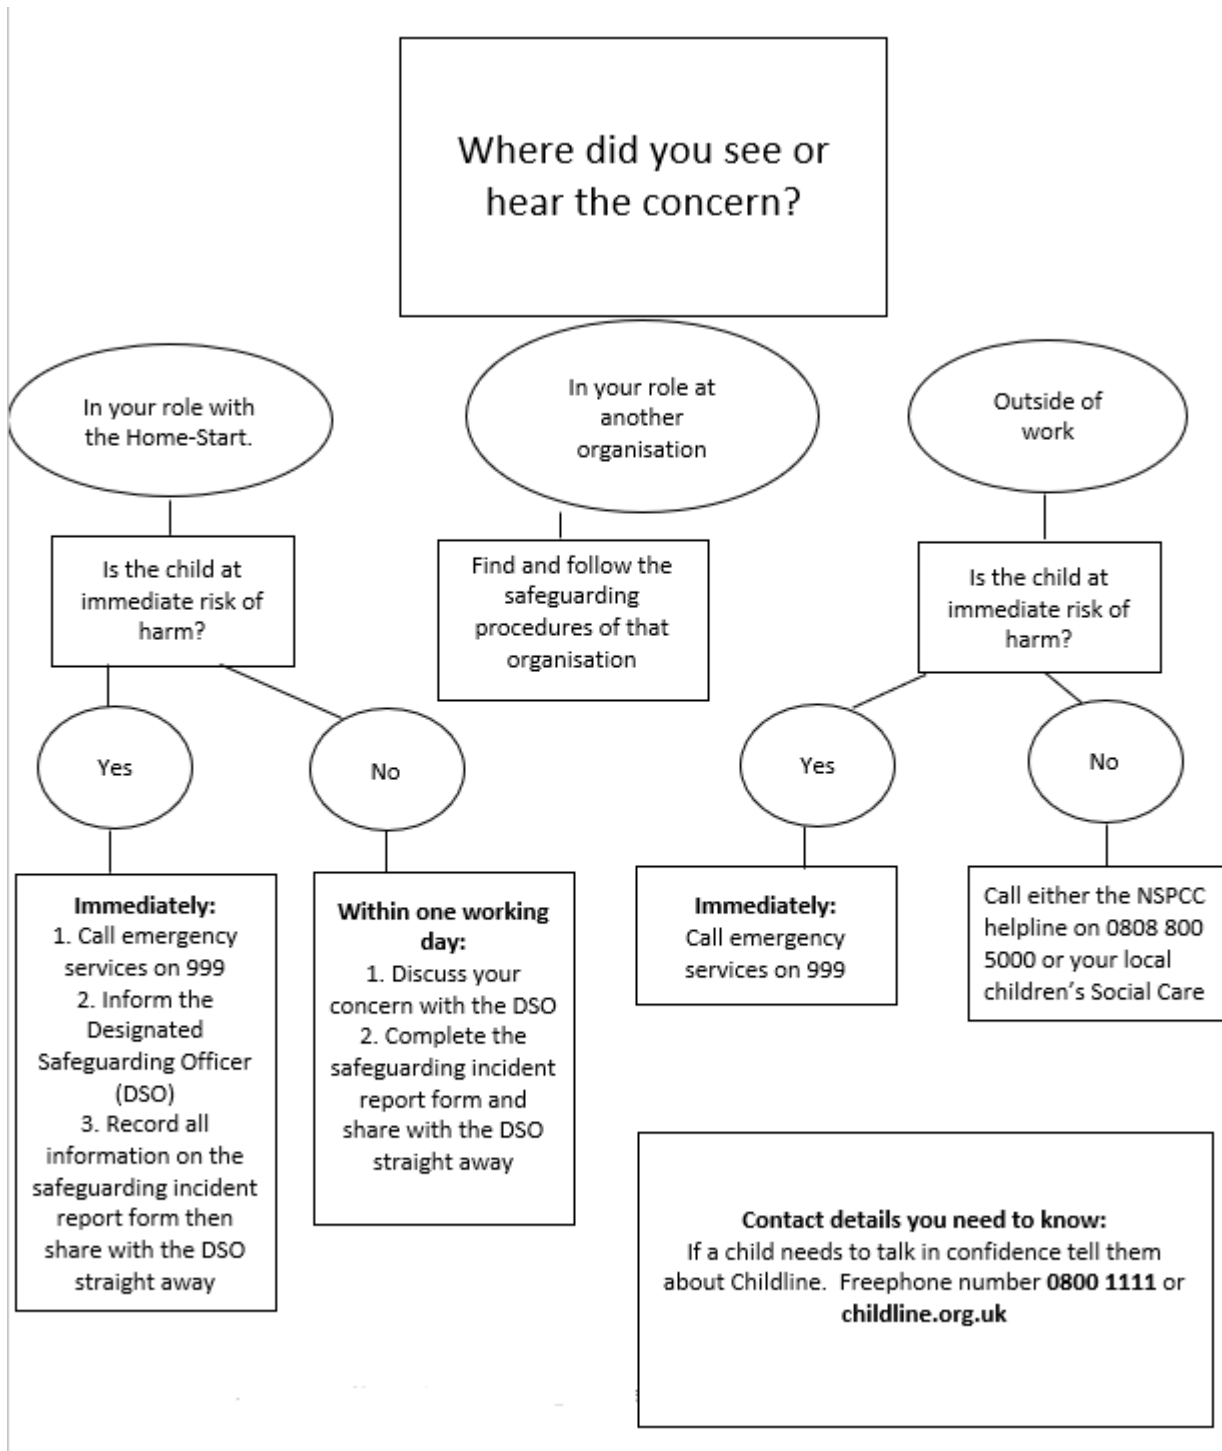 Where did you see or
hear the concern?
In your role with
the Home-Start.
In your role at
another
organisation
Outside of
work
Is the child at
immediate risk of
harm?
Find and follow the
safeguarding
procedures of that
organisation
Is the child at
immediate risk of
harm?
Yes
No
Yes
No
Immediately:
1. Call emergency
services on 999
2. Inform the
Designated
Safeguarding Officer
(DSO)
3. Record all
information on the
safeguarding incident
report form then
share with the DSO
straight away
Within one working
day:
1. Discuss your
concern with the DSO
2. Complete the
safeguarding incident
report form and
share with the DSO
straight away
Immediately:
Call emergency
services on 999
Call either the NSPCC
helpline on 0808 800
5000 or your local
children’s Social Care
Contact details you need to know:
If a child needs to talk in confidence tell them
about Childline.  Freephone number 0800 1111 or
childline.org.uk